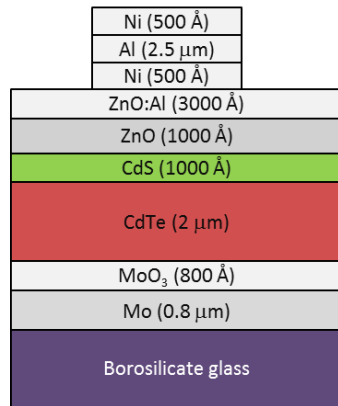 Ni (500 Å)
Al (2.5 μm)
Ni (500 Å)
ZnO:Al (3000 Å)
ZnO (1000 Å)
CdS (1000 Å)
CdTe (2 μm)
MoO₃ (800 Å)
Mo (0.8 μm)
Borosilicate glass